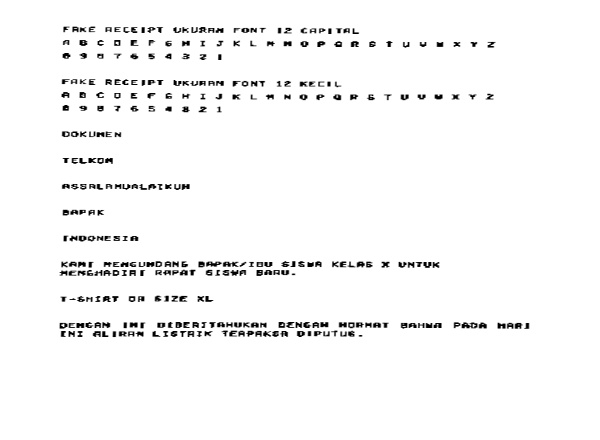 FAKE RECEIPT UKURAN FONT 12 CAPITAL
A B C D E F G H I J K L M N O P Q R S T U V W X Y Z
0 9 8 7 6 5 4 3 2 1
FAKE RECEIPT UKURAN FONT 12 KECIL
A B C D E F G H I J K L M N O P Q R S T U V W X Y Z
0 9 8 7 6 5 4 3 2 1
DOKUMEN
TELKOM
ASSALAMUALAIKUM
BAPAK
INDONESIA
KAMI MENGUNDANG BAPAK/IBU SISWA KELAS X UNTUK
MENGHADIRI RAPAT SISWA BARU.
T-SHIRT OR SIZE XL
DENGAN INI DIBERITAHUKAN DENGAN HORMAT BAHWA PADA HARI
INI ALIRAN LISTRIK TERPAKSA DIPUTUS.